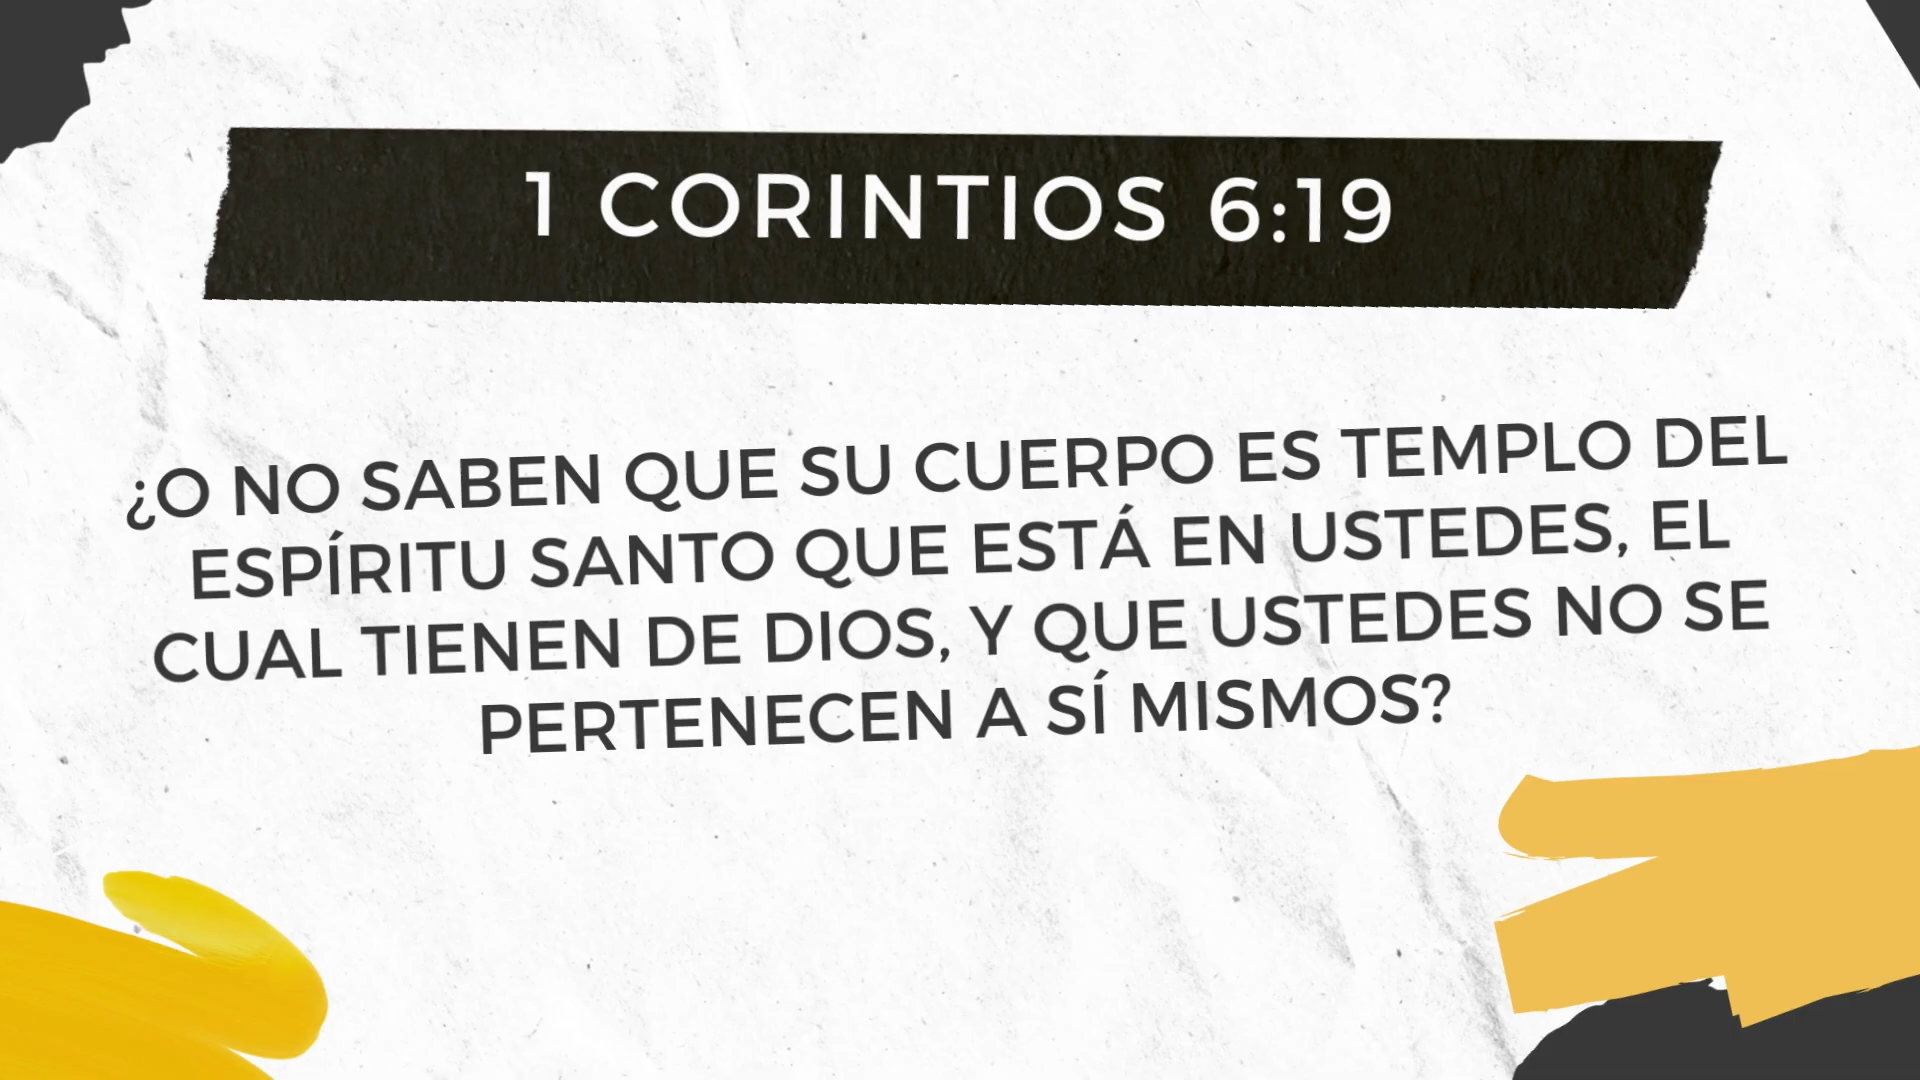 1 CORINTIOS 6:19
¿O NO SABEN QUE SU CUERPO ES TEMPLO DEL
ESPÍRITU SANTO QUE ESTÁ EN USTEDES, EL
CUAL TIENEN DE DIOS, Y QUE USTEDES NO SE
PERTENECEN A SÍ MISMOS?